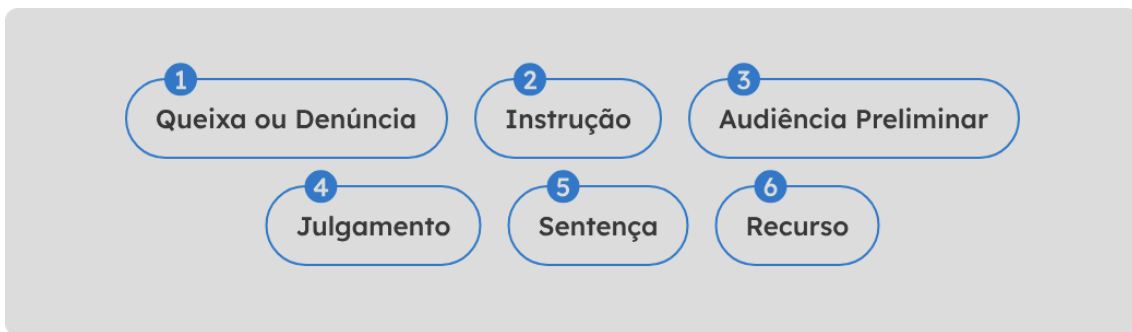 1
Queixa ou Denúncia
2
Instrução
3
Audiência Preliminar
4
Julgamento
5
Sentença
6
Recurso